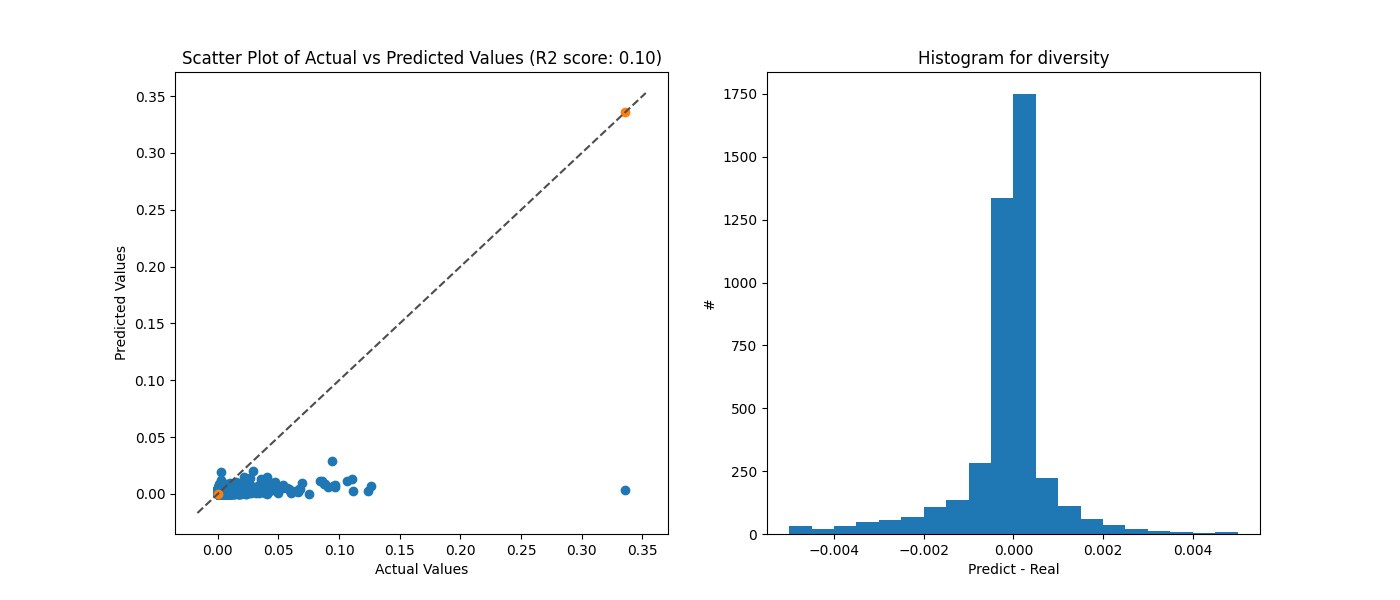 Scatter Plot of Actual vs Predicted Values (R2 score: 0.10)
0.35
0.30
0.25
0.20
0.15
0.10
0.05
0.00
Predicted Values
0.00 0.05 0.10 0.15 0.20 0.25 0.30 0.35
Actual Values
Histogram for diversity
1750
1500
1250
1000
750
500
250
0
#
−0.004 −0.002 0.000 0.002 0.004
Predict - Real